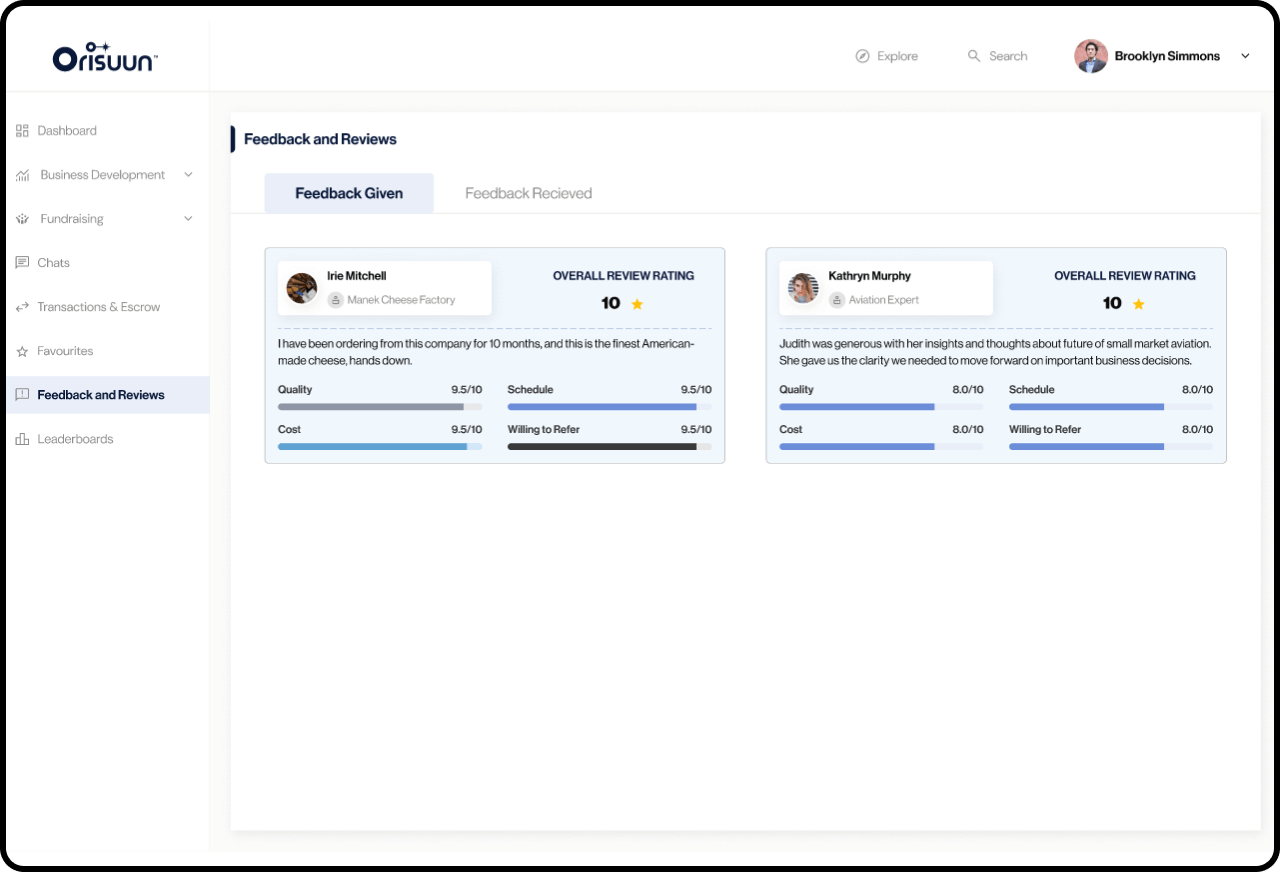 Orisuun™
Explore
Search
Brooklyn Simmons
Dashboard
Business Development
Fundraising
Chats
Transactions & Escrow
Favourites
Feedback and Reviews
Leaderboards
Feedback and Reviews
Feedback Given
Feedback Recieved
Irie Mitchell
Manek Cheese Factory
OVERALL REVIEW RATING
10
I have been ordering from this company for 10 months, and this is the finest American-
made cheese, hands down.
Quality 9.5/10
Schedule 9.5/10
Cost 9.5/10
Willing to Refer 9.5/10
Kathryn Murphy
Aviation Expert
OVERALL REVIEW RATING
10
Judith was generous with her insights and thoughts about future of small market aviation.
She gave us the clarity we needed to move forward on important business decisions.
Quality 8.0/10
Schedule 8.0/10
Cost 8.0/10
Willing to Refer 8.0/10